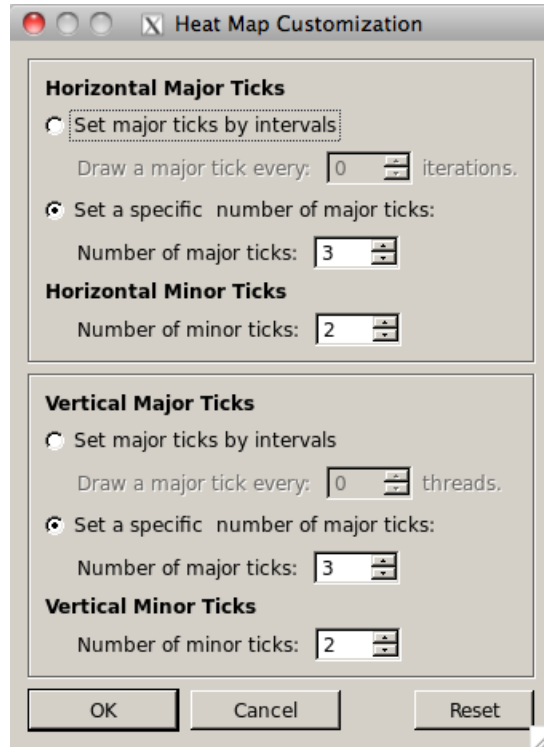 X Heat Map Customization
Horizontal Major Ticks
Set major ticks by intervals
Draw a major tick every: 0 iterations.
Set a specific  number of major ticks:
Number of major ticks: 3
Horizontal Minor Ticks
Number of minor ticks: 2
Vertical Major Ticks
Set major ticks by intervals
Draw a major tick every: 0 threads.
Set a specific  number of major ticks:
Number of major ticks: 3
Vertical Minor Ticks
Number of minor ticks: 2
OK Cancel Reset